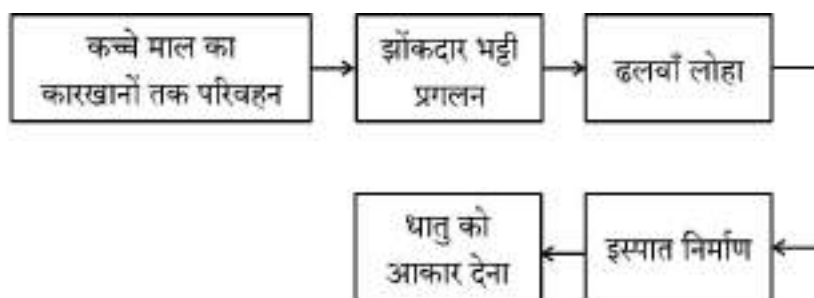 कच्चे माल का
कारखानों तक परिवहन
झोंकदार भट्टी
प्रगलन
ढलवाँ लोहा
धातु को
आकार देना
इस्पात निर्माण